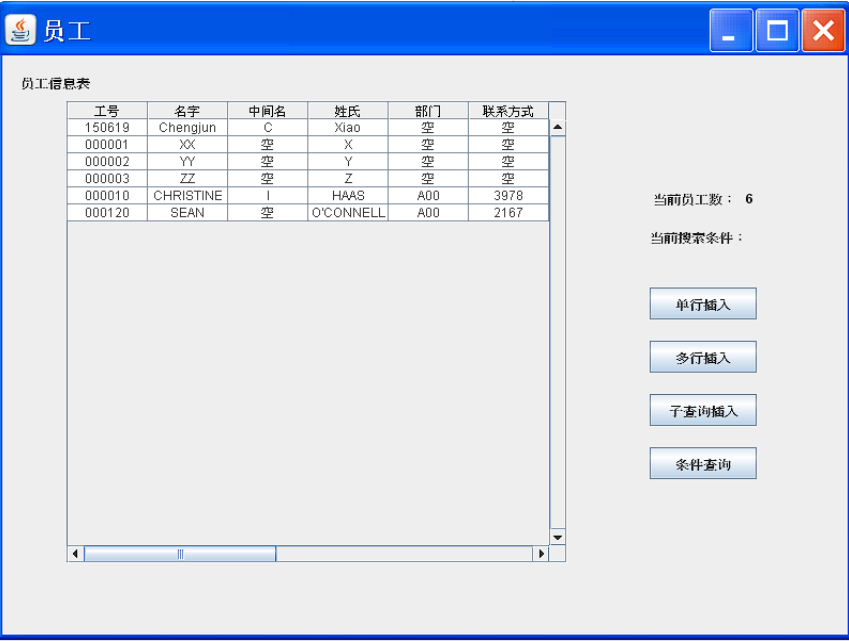 员工
员工信息表
工号 名字 中间名 姓氏 部门 联系方式
150619 Chengjun C Xiao 空 空
000001 XX 空 X 空 空
000002 YY 空 Y 空 空
000003 ZZ 空 Z 空 空
000010 CHRISTINE I HAAS A00 3978
000120 SEAN 空 O'CONNELL A00 2167
当前员工数： 6
当前搜索条件：
单行插入
多行插入
子查询插入
条件查询